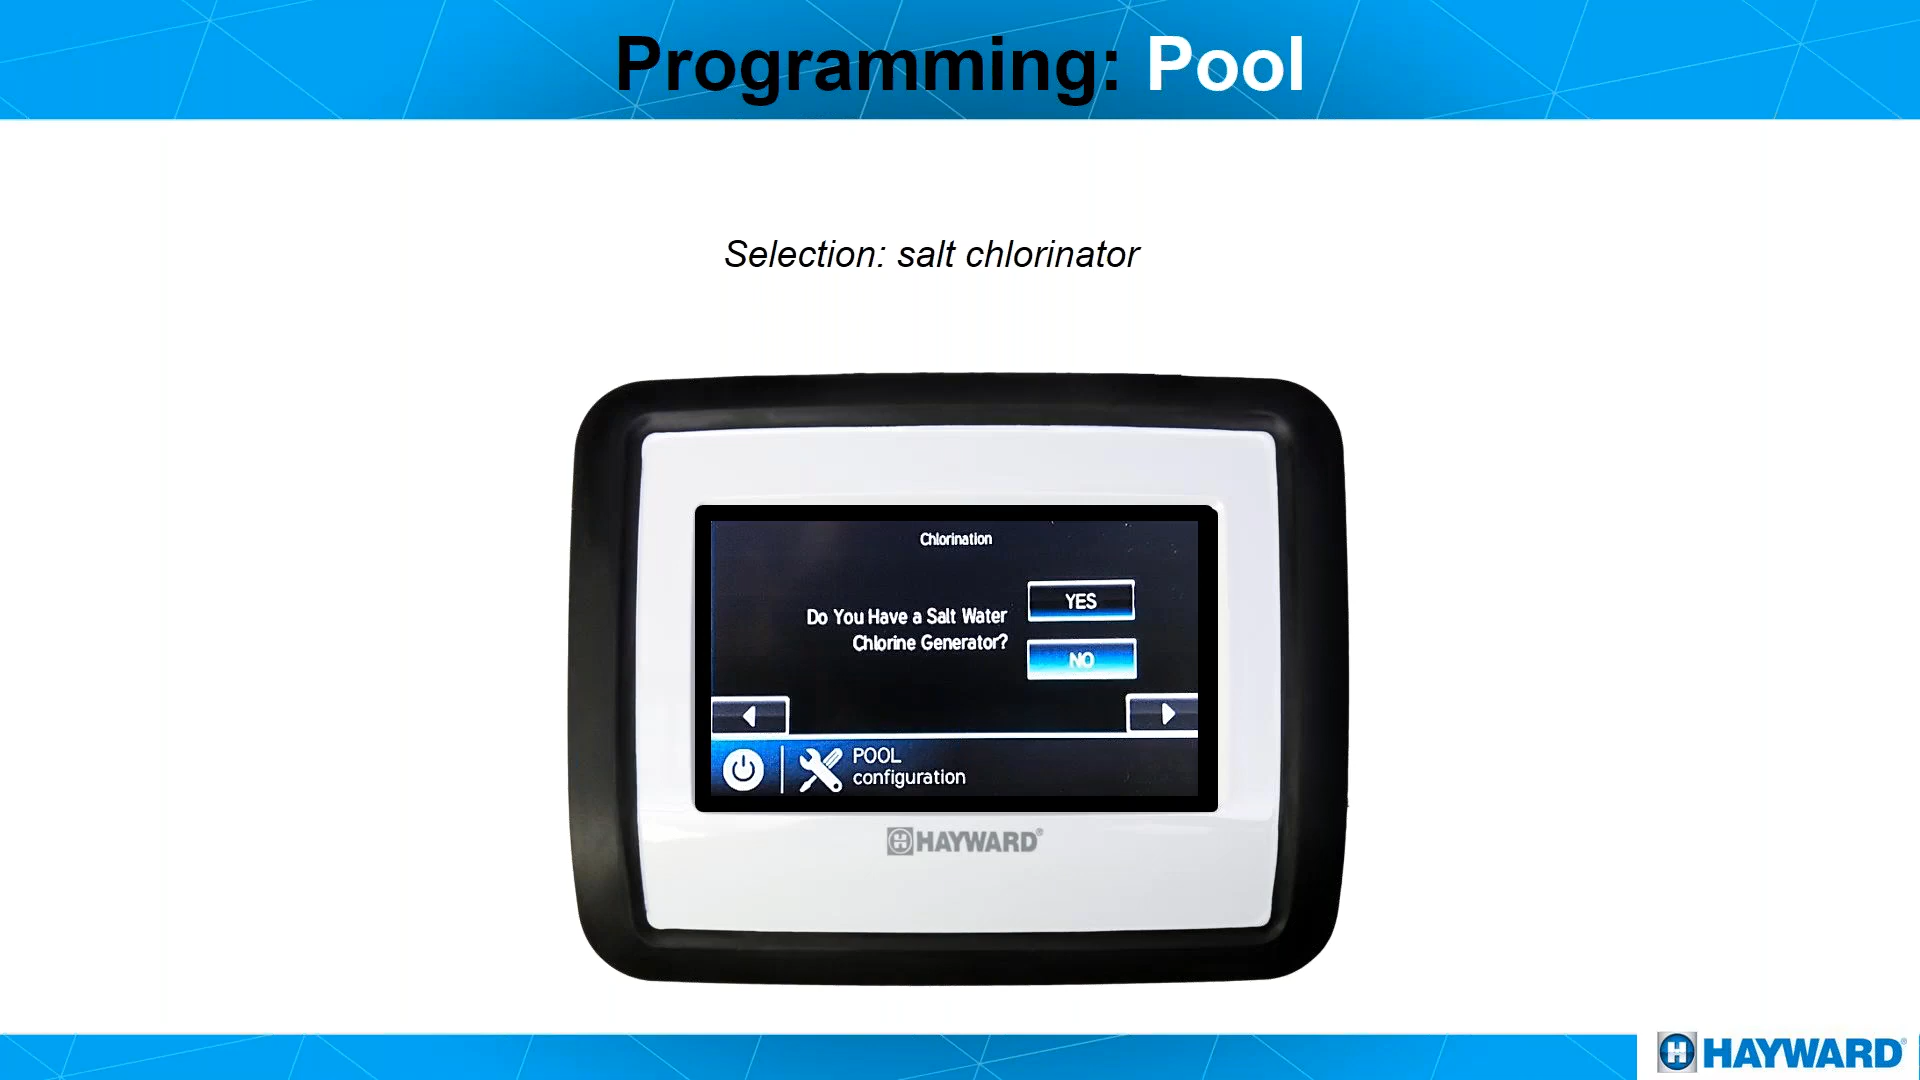 Programming: Pool
Selection: salt chlorinator
Chlorination
Do You Have a Salt Water
Chlorine Generator?
YES
NO
POOL
configuration
HAYWARD®
HAYWARD®